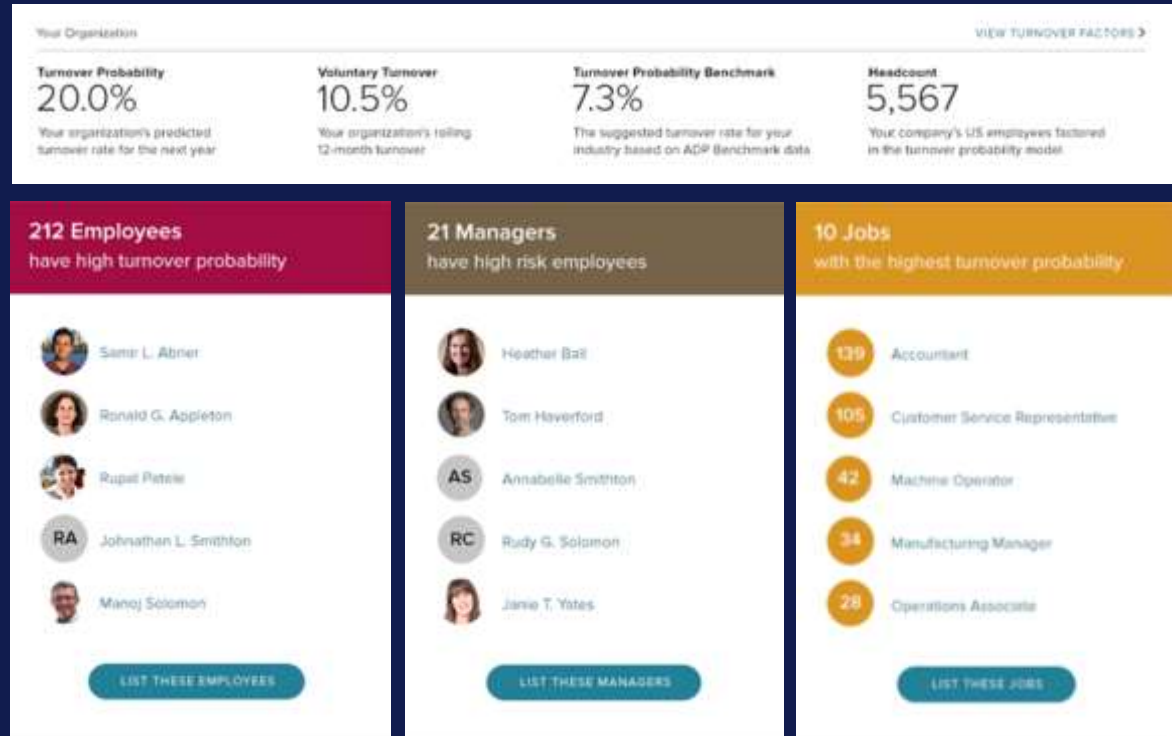 Your Organization
VIEW TURNOVER FACTORS >
Turnover Probability
20.0%
Your organization's predicted
turnover rate for the next year
Voluntary Turnover
10.5%
Your organization's rolling
12-month turnover
Turnover Probability Benchmark
7.3%
The suggested turnover rate for your
industry based on ADP Benchmark data
Headcount
5,567
Your company's US employees factored
in the turnover probability model
212 Employees
have high turnover probability
Samir L. Abner
Ronald G. Appleton
Rupal Patele
RA
Johnathan L. Smithton
Manoj Solomon
LIST THESE EMPLOYEES
21 Managers
have high risk employees
Heather Ball
Tom Haverford
AS
Annabelle Smithton
RC
Rudy G. Solomon
Janie T. Yates
LIST THESE MANAGERS
10 Jobs
with the highest turnover probability
139 Accountant
105 Customer Service Representative
42 Machine Operator
34 Manufacturing Manager
28 Operations Associate
LIST THESE JOBS